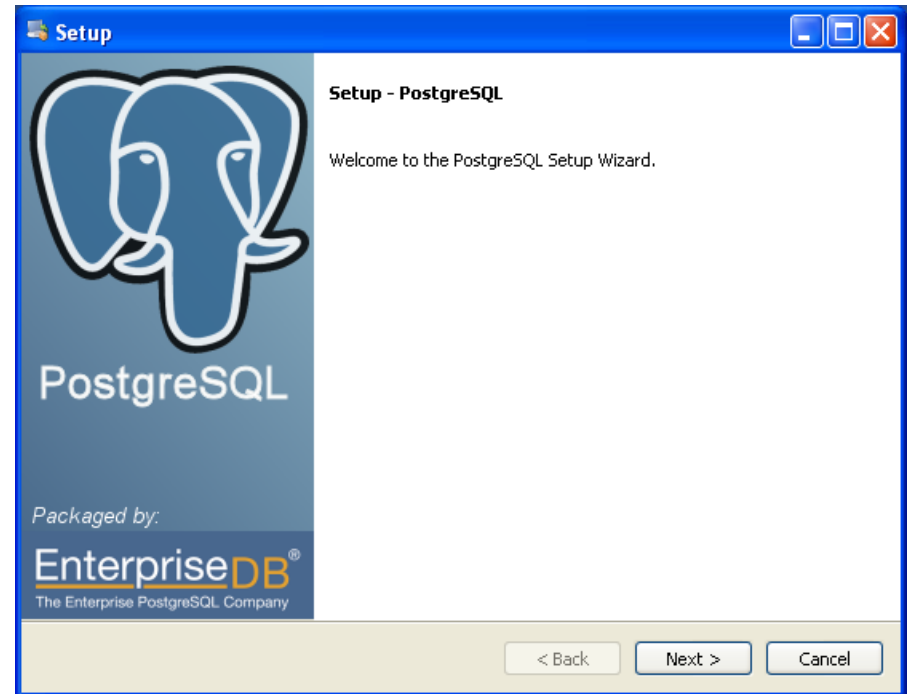 Setup
Setup - PostgreSQL
Welcome to the PostgreSQL Setup Wizard.
PostgreSQL
Packaged by:
EnterpriseDB®
The Enterprise PostgreSQL Company
< Back
Next >
Cancel